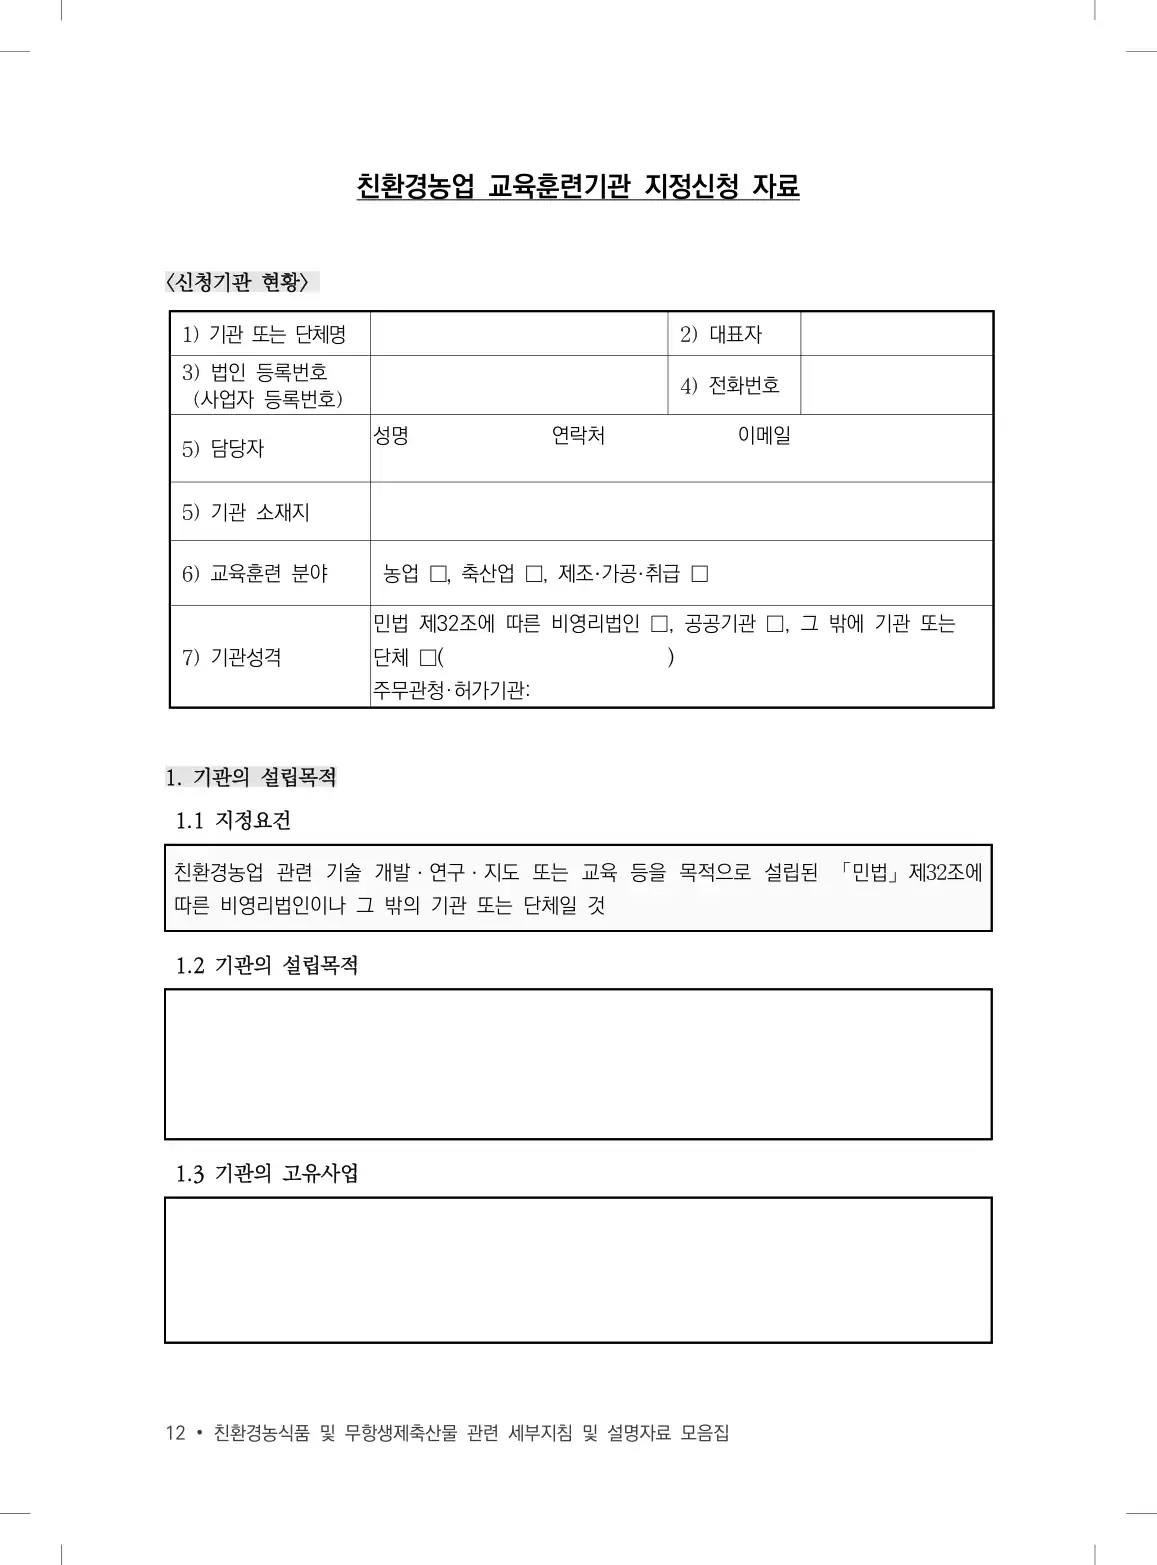 친환경농업 교육훈련기관 지정신청 자료
<신청기관 현황>
1) 기관 또는 단체명
2) 대표자
3) 법인 등록번호
(사업자 등록번호)
4) 전화번호
5) 담당자
성명 연락처 이메일
5) 기관 소재지
6) 교육훈련 분야
농업 □, 축산업 □, 제조·가공·취급 □
7) 기관성격
민법 제32조에 따른 비영리법인 □, 공공기관 □, 그 밖에 기관 또는
단체 □( )
주무관청·허가기관:
1. 기관의 설립목적
1.1 지정요건
친환경농업 관련 기술 개발·연구·지도 또는 교육 등을 목적으로 설립된 「민법」제32조에
따른 비영리법인이나 그 밖의 기관 또는 단체일 것
1.2 기관의 설립목적
1.3 기관의 고유사업
12 • 친환경농식품 및 무항생제축산물 관련 세부지침 및 설명자료 모음집